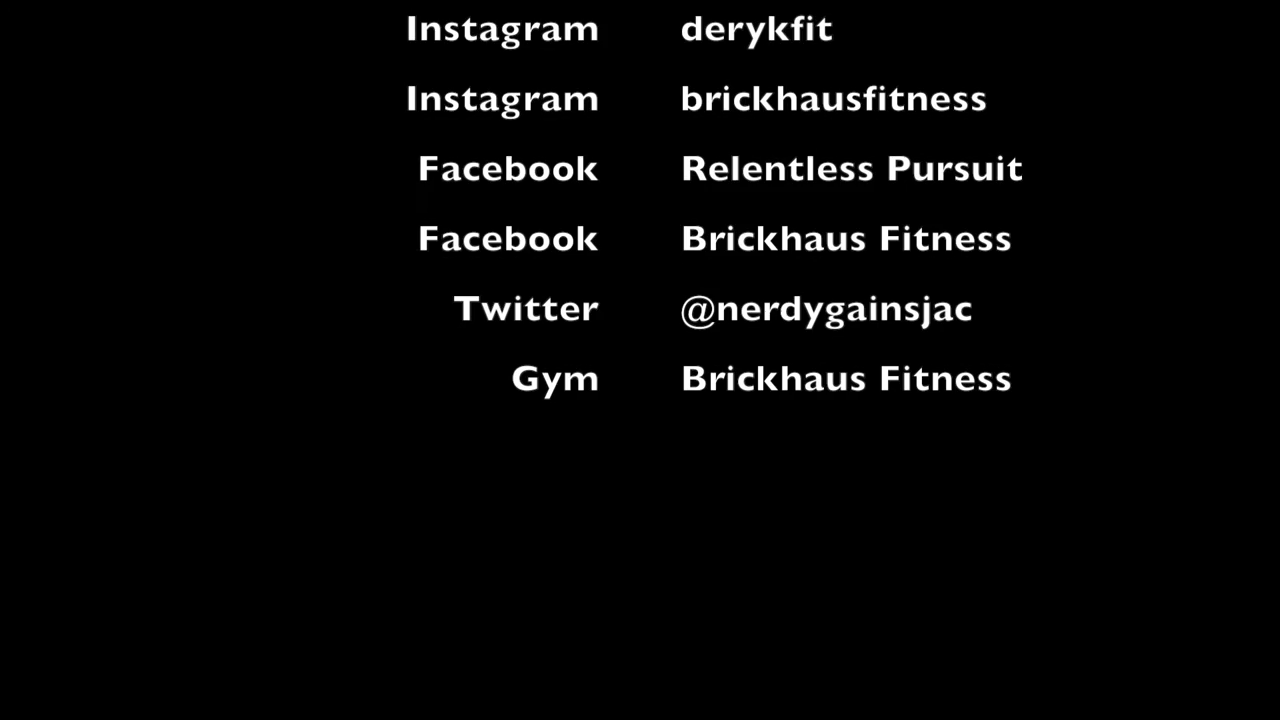 Instagram derykfit
Instagram brickhausfitness
Facebook Relentless Pursuit
Facebook Brickhaus Fitness
Twitter @nerdygainsjac
Gym Brickhaus Fitness